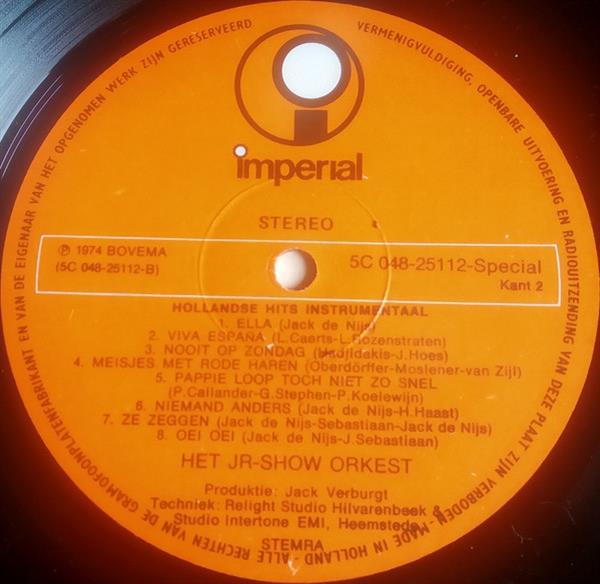 imperial
STEREO
℗ 1974 BOVEMA
(5C 048-25112-B)
5C 048-25112-Special
Kant 2
HOLLANDSE HITS INSTRUMENTAAL
1. ELLA (Jack de Nijs)
2. VIVA ESPAÑA (L.Caerts-L.Rozenstraten)
3. NOOIT OP ZONDAG (Hadjidakis-J.Hoes)
4. MEISJES MET RODE HAREN (Oberdörffer-Moslener-van Zijl)
5. PAPPIE LOOP TOCH NIET ZO SNEL
(P.Callander-G.Stephen-P.Koelewijn)
6. NIEMAND ANDERS (Jack de Nijs-H.Haast)
7. ZE ZEGGEN (Jack de Nijs-Sebastiaan-Jack de Nijs)
8. OEI OEI (Jack de Nijs-J.Sebastiaan)
HET JR-SHOW ORKEST
Produktie: Jack Verburgt
Techniek: Relight Studio Hilvarenbeek &
Studio Intertone EMI, Heemstede
STEMRA
ALLE RECHTEN VAN DE GRAMOFOONPLATENFABRIKANT EN VAN DE EIGENAAR VAN HET OPGENOMEN WERK ZIJN GERESERVEERD
VERMENIGVULDIGING, OPENBARE UITVOERING EN RADIOUITZENDING VAN DEZE PLAAT ZIJN VERBODEN - MADE IN HOLLAND -